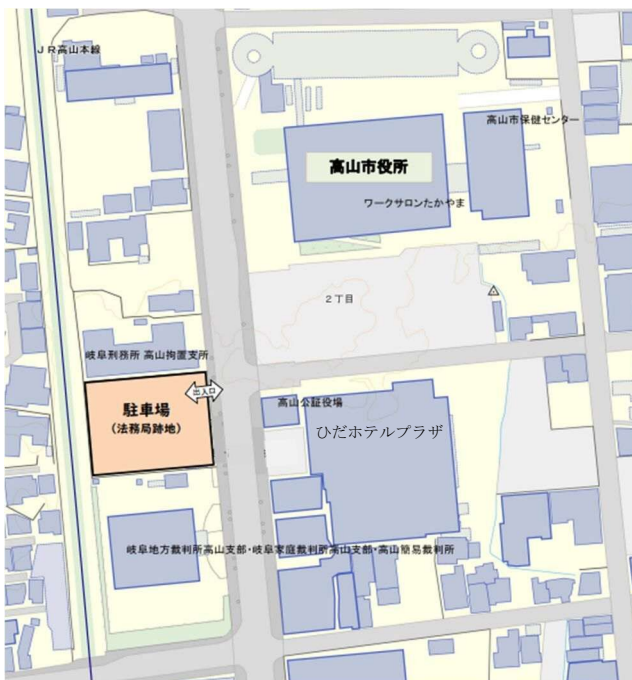 JR高山本線
高山市保健センター
高山市役所
ワークサロンたかやま
2丁目
岐阜刑務所 高山拘置支所
出入口
駐車場
(法務局跡地)
高山公証役場
ひだホテルプラザ
岐阜地方裁判所高山支部・岐阜家庭裁判所高山支部・高山簡易裁判所